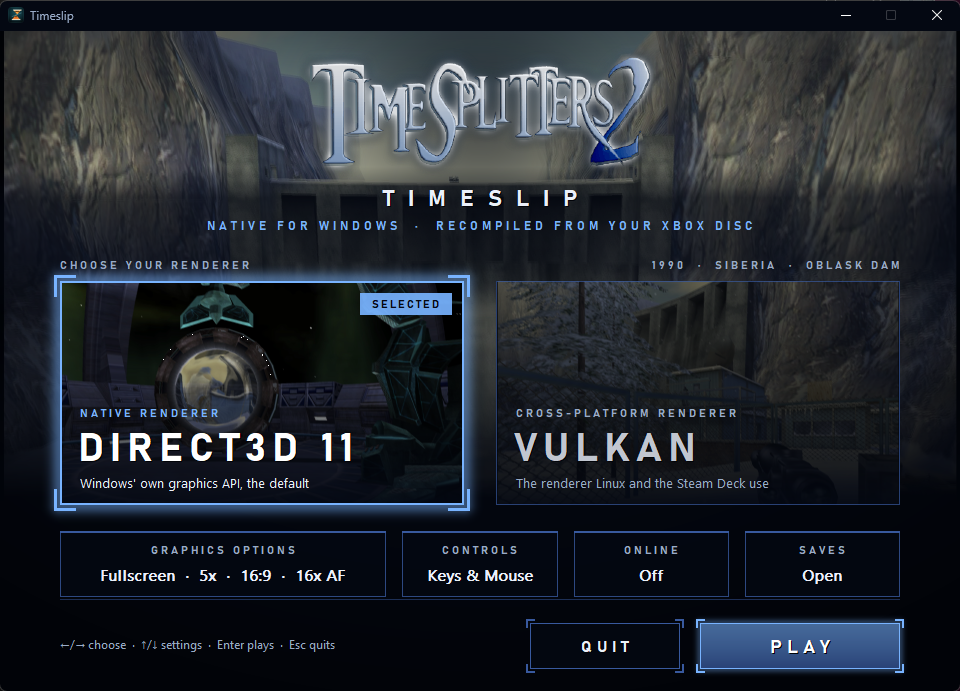 Timeslip
TIMESPLITTERS 2
TIMESLIP
NATIVE FOR WINDOWS · RECOMPILED FROM YOUR XBOX DISC
CHOOSE YOUR RENDERER
1990 · SIBERIA · OBLASK DAM
SELECTED
NATIVE RENDERER
DIRECT3D 11
Windows' own graphics API, the default
CROSS-PLATFORM RENDERER
VULKAN
The renderer Linux and the Steam Deck use
GRAPHICS OPTIONS
Fullscreen · 5x · 16:9 · 16x AF
CONTROLS
Keys & Mouse
ONLINE
Off
SAVES
Open
←/→ choose · ↑/↓ settings · Enter plays · Esc quits
QUIT
PLAY